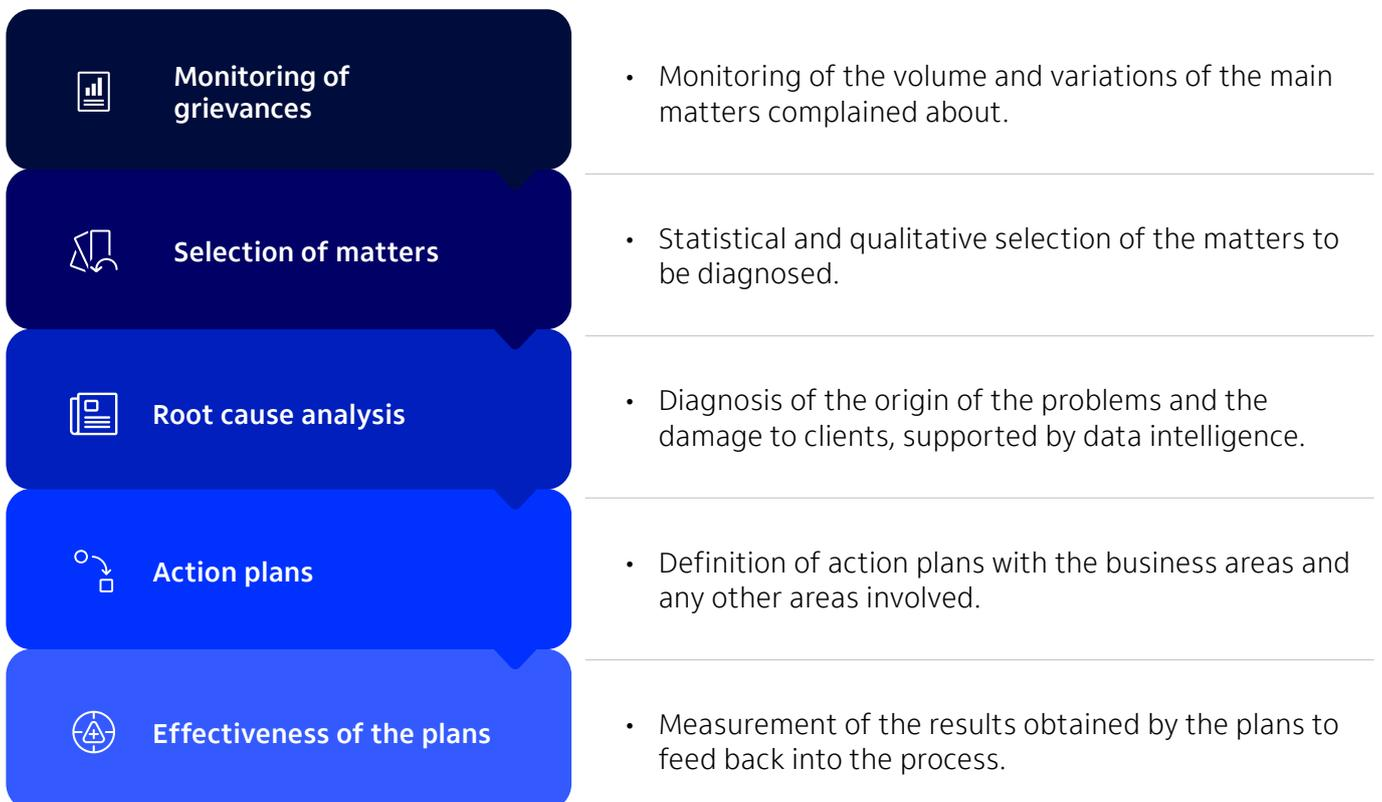 Monitoring of
grievances
• Monitoring of the volume and variations of the main
matters complained about.
Selection of matters
• Statistical and qualitative selection of the matters to
be diagnosed.
Root cause analysis
• Diagnosis of the origin of the problems and the
damage to clients, supported by data intelligence.
Action plans
• Definition of action plans with the business areas and
any other areas involved.
Effectiveness of the plans
• Measurement of the results obtained by the plans to
feed back into the process.